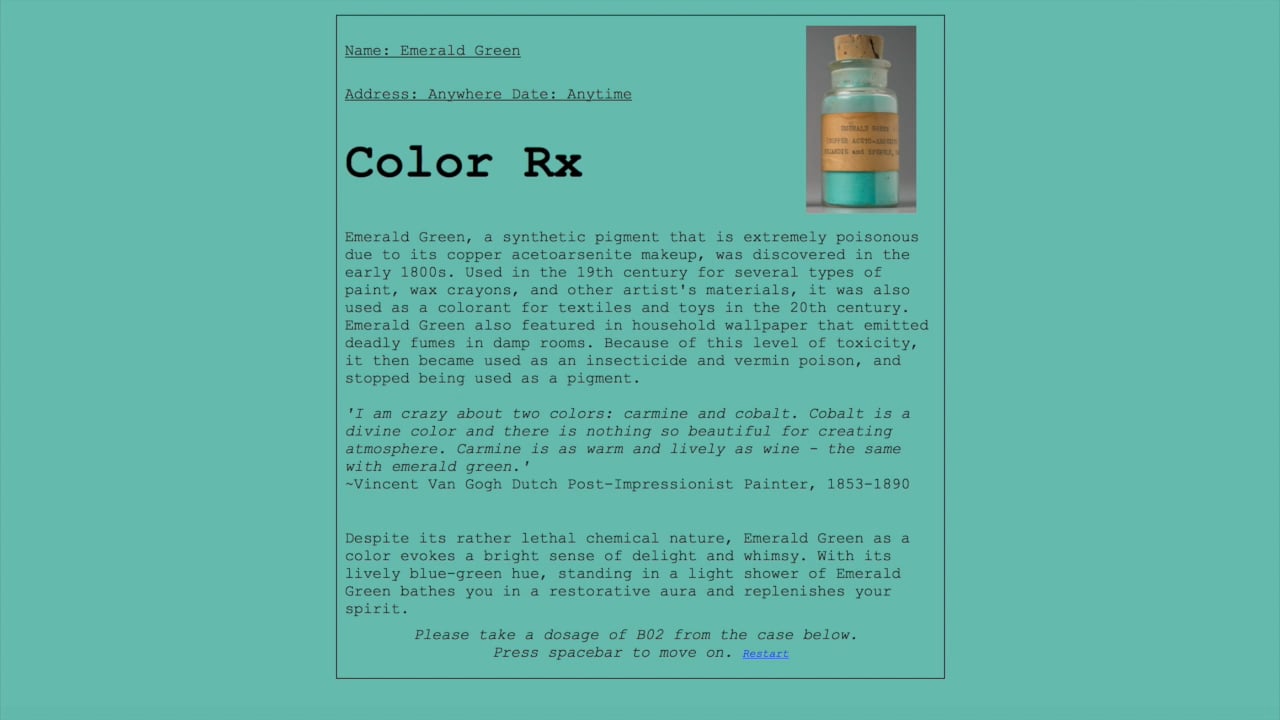 Name: Emerald Green
Address: Anywhere Date: Anytime
Color Rx
EMERALD GREEN
COPPER ACETO-
and
Emerald Green, a synthetic pigment that is extremely poisonous
due to its copper acetoarsenite makeup, was discovered in the
early 1800s. Used in the 19th century for several types of
paint, wax crayons, and other artist's materials, it was also
used as a colorant for textiles and toys in the 20th century.
Emerald Green also featured in household wallpaper that emitted
deadly fumes in damp rooms. Because of this level of toxicity,
it then became used as an insecticide and vermin poison, and
stopped being used as a pigment.
'I am crazy about two colors: carmine and cobalt. Cobalt is a
divine color and there is nothing so beautiful for creating
atmosphere. Carmine is as warm and lively as wine - the same
with emerald green.'
~Vincent Van Gogh Dutch Post-Impressionist Painter, 1853-1890
Despite its rather lethal chemical nature, Emerald Green as a
color evokes a bright sense of delight and whimsy. With its
lively blue-green hue, standing in a light shower of Emerald
Green bathes you in a restorative aura and replenishes your
spirit.
Please take a dosage of B02 from the case below.
Press spacebar to move on. Restart